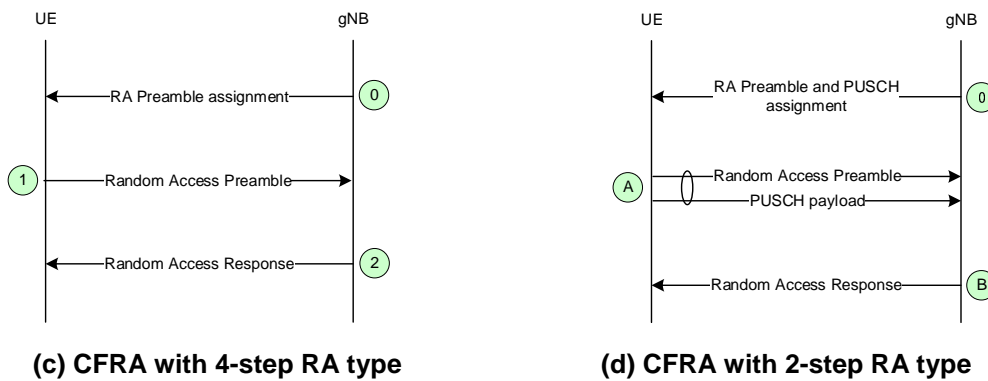 UE
gNB
RA Preamble assignment
0
1
Random Access Preamble
Random Access Response
2
(c) CFRA with 4-step RA type
UE
gNB
RA Preamble and PUSCH
assignment
0
A
Random Access Preamble
PUSCH payload
Random Access Response
B
(d) CFRA with 2-step RA type